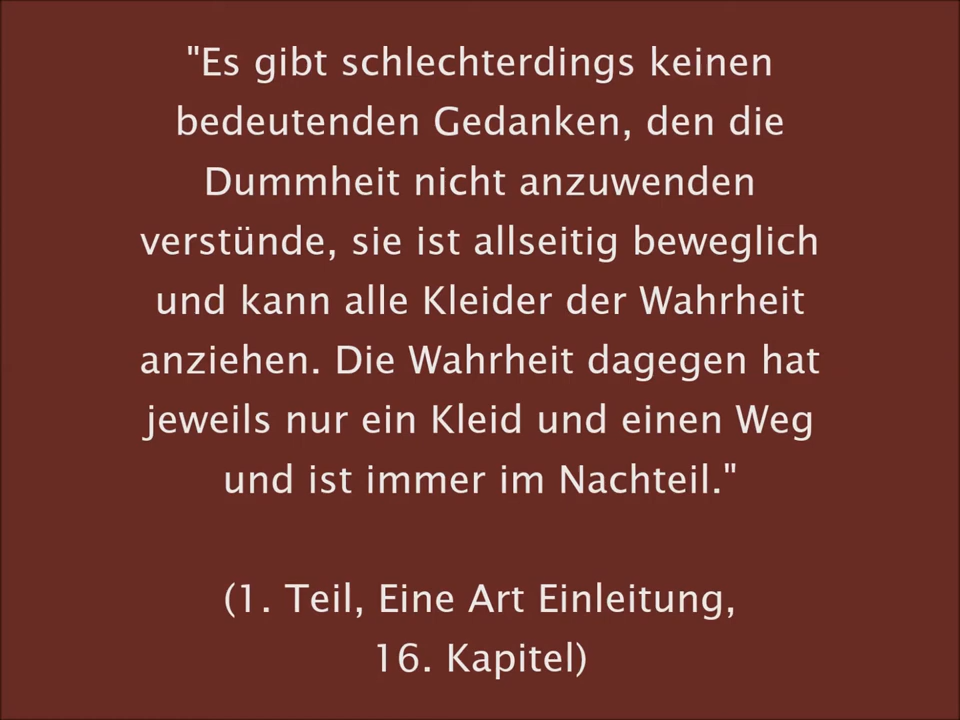 "Es gibt schlechterdings keinen
bedeutenden Gedanken, den die
Dummheit nicht anzuwenden
verstünde, sie ist allseitig beweglich
und kann alle Kleider der Wahrheit
anziehen. Die Wahrheit dagegen hat
jeweils nur ein Kleid und einen Weg
und ist immer im Nachteil."
(1. Teil, Eine Art Einleitung,
16. Kapitel)